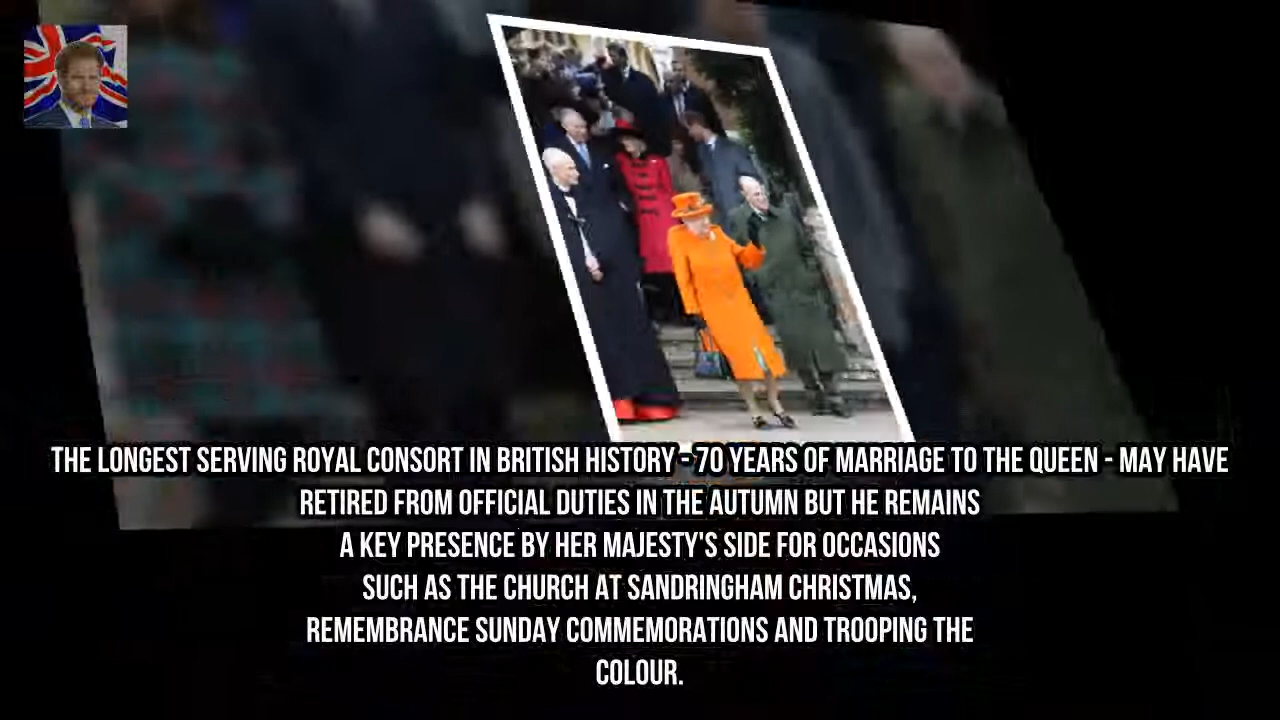 THE LONGEST SERVING ROYAL CONSORT IN BRITISH HISTORY - 70 YEARS OF MARRIAGE TO THE QUEEN - MAY HAVE
RETIRED FROM OFFICIAL DUTIES IN THE AUTUMN BUT HE REMAINS
A KEY PRESENCE BY HER MAJESTY'S SIDE FOR OCCASIONS
SUCH AS THE CHURCH AT SANDRINGHAM CHRISTMAS,
REMEMBRANCE SUNDAY COMMEMORATIONS AND TROOPING THE
COLOUR.